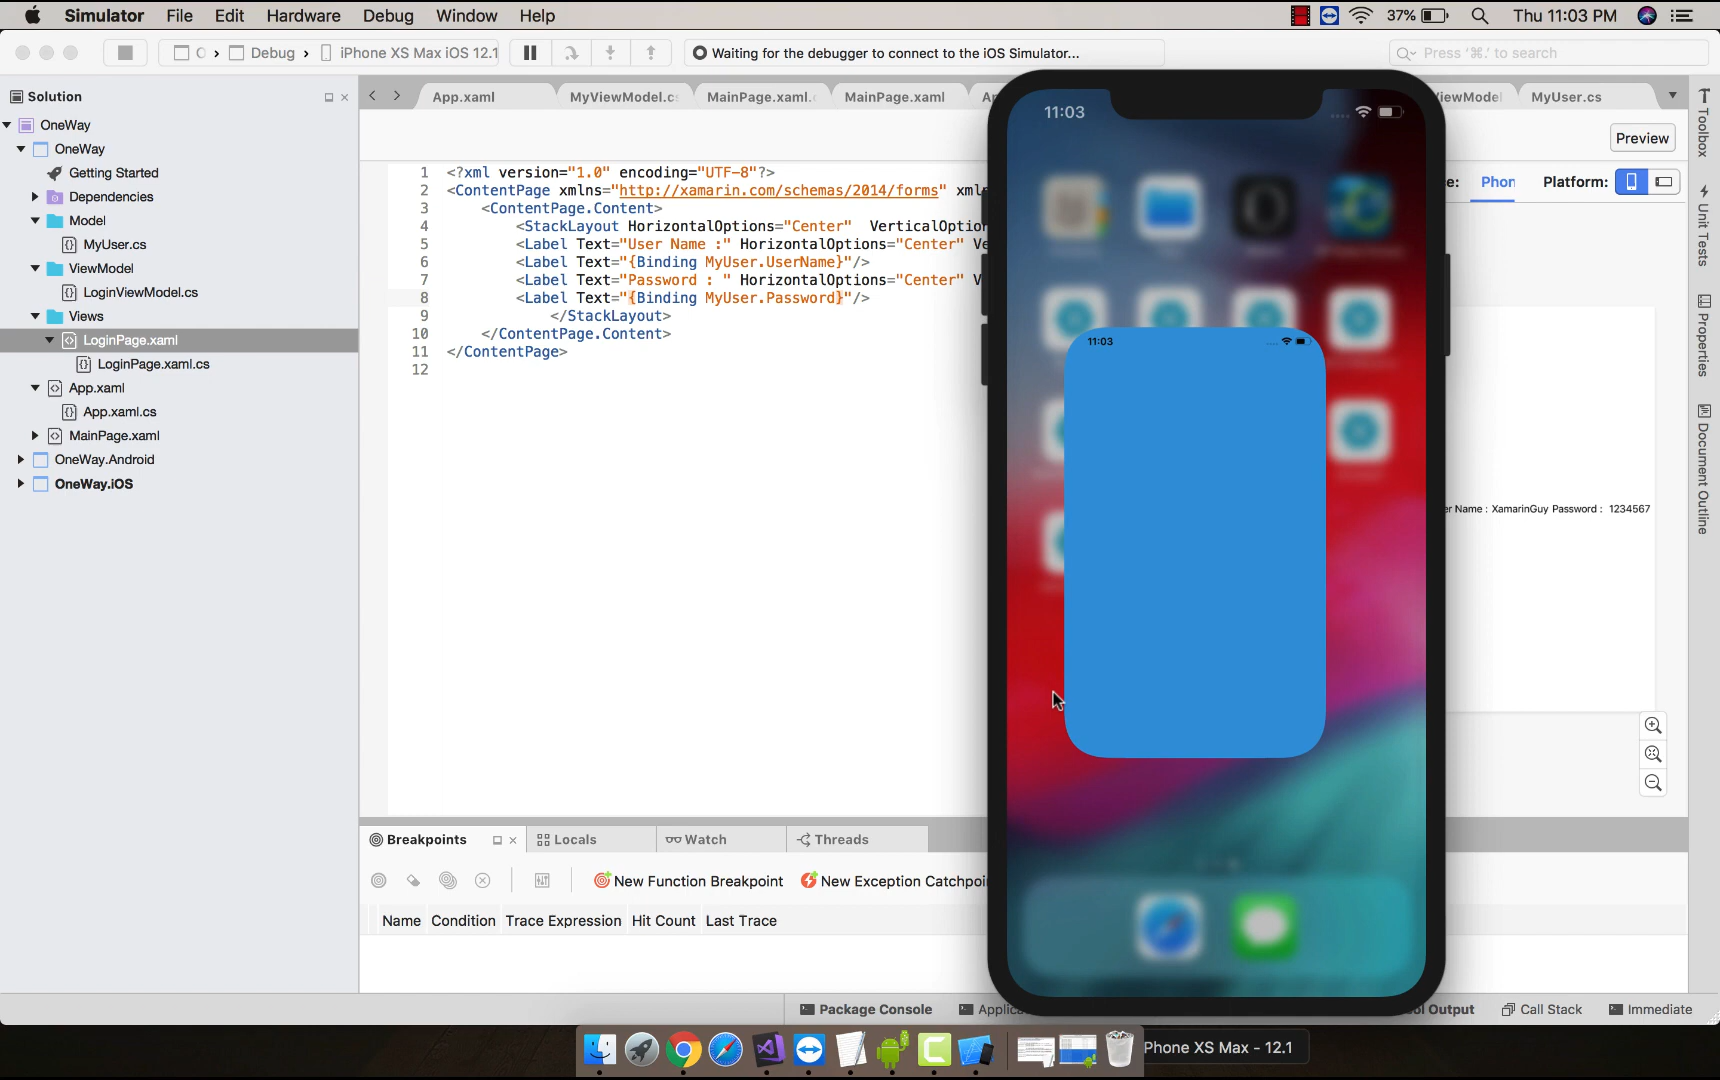 Simulator File Edit Hardware Debug Window Help 37% Thu 11:03 PM
Debug iPhone XS Max iOS 12.1 Waiting for the debugger to connect to the iOS Simulator... Press '⌘.' to search
Solution
OneWay
OneWay
Getting Started
Dependencies
Model
MyUser.cs
ViewModel
LoginViewModel.cs
Views
LoginPage.xaml
LoginPage.xaml.cs
App.xaml
App.xaml.cs
MainPage.xaml
OneWay.Android
OneWay.iOS
App.xaml MyViewModel.cs MainPage.xaml.c MainPage.xaml iewModel MyUser.cs
Preview
Phon Platform:
1 <?xml version="1.0" encoding="UTF-8"?>
2 <ContentPage xmlns="http://xamarin.com/schemas/2014/forms" xml
3 <ContentPage.Content>
4 <StackLayout HorizontalOptions="Center" VerticalOption
5 <Label Text="User Name :" HorizontalOptions="Center" Ve
6 <Label Text="{Binding MyUser.UserName}"/>
7 <Label Text="Password : " HorizontalOptions="Center" V
8 <Label Text="{Binding MyUser.Password}"/>
9 </StackLayout>
10 </ContentPage.Content>
11 </ContentPage>
12
11:03
11:03
er Name : XamarinGuy Password : 1234567
Toolbox
Unit Tests
Properties
Document Outline
Breakpoints Locals Watch Threads
New Function Breakpoint New Exception Catchpoi
Name Condition Trace Expression Hit Count Last Trace
Package Console Applica ol Output Call Stack Immediate
Phone XS Max - 12.1